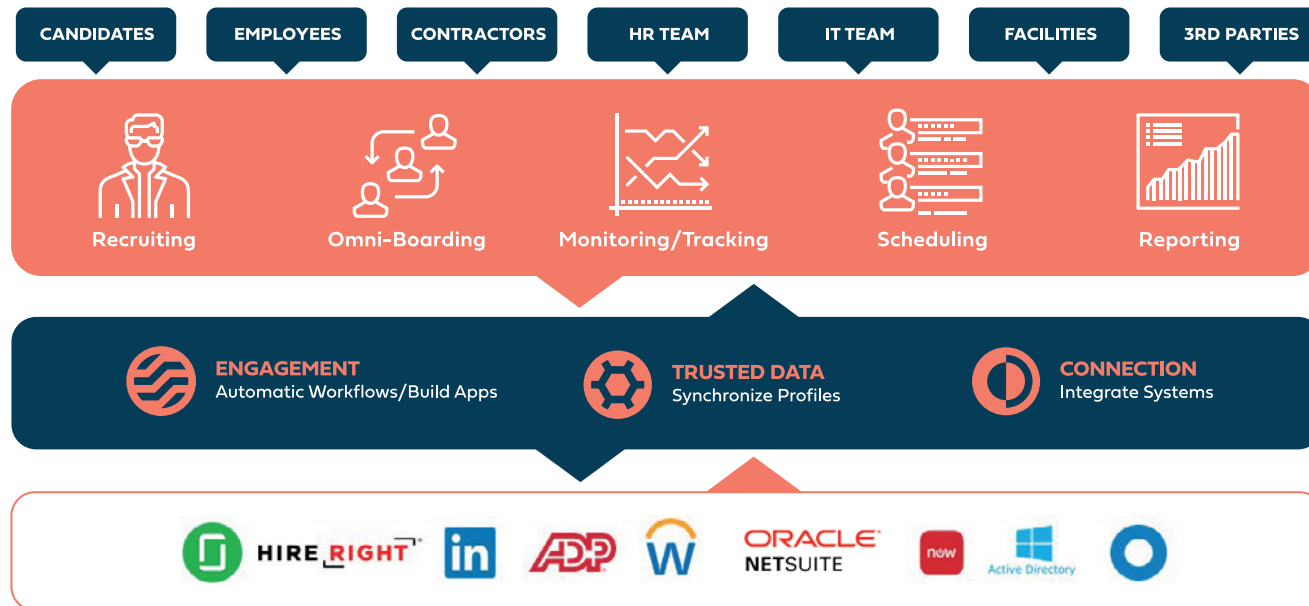 CANDIDATES
EMPLOYEES
CONTRACTORS
HR TEAM
IT TEAM
FACILITIES
3RD PARTIES
Recruiting
Omni-Boarding
Monitoring/Tracking
Scheduling
Reporting
ENGAGEMENT
Automatic Workflows/Build Apps
TRUSTED DATA
Synchronize Profiles
CONNECTION
Integrate Systems
HIRE RIGHT
in
ADP
W
ORACLE
NETSUITE
now
Active Directory